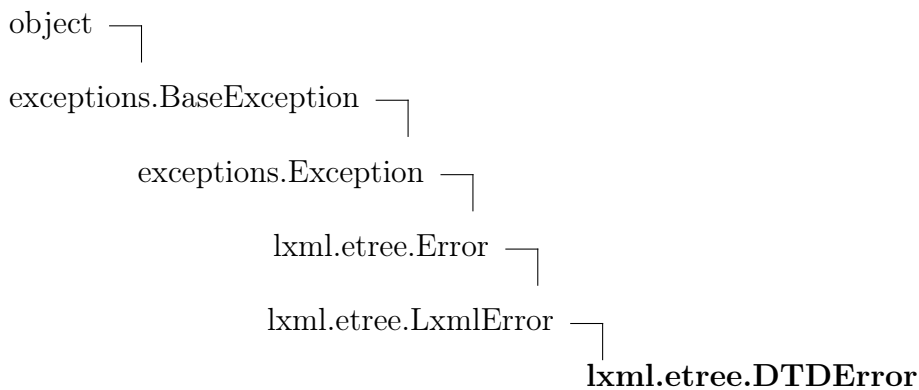 object
exceptions.BaseException
exceptions.Exception
lxml.etree.Error
lxml.etree.LxmlError
lxml.etree.DTDError